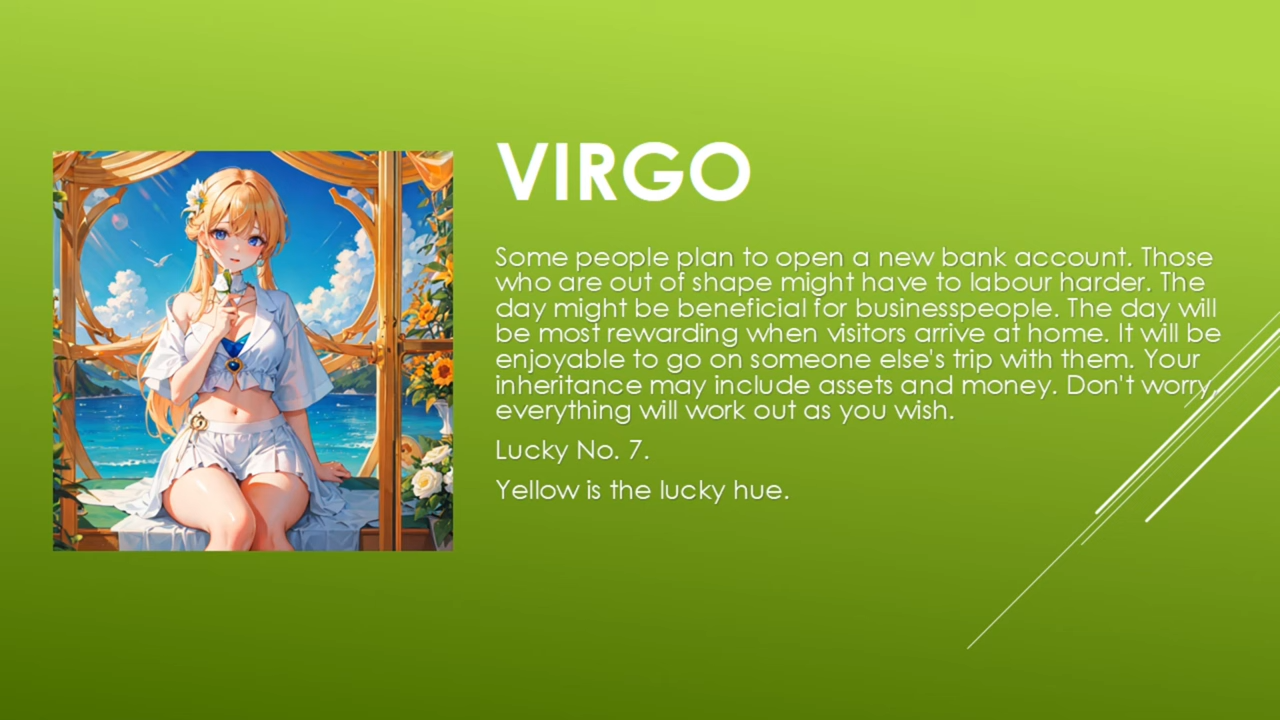 VIRGO
Some people plan to open a new bank account. Those
who are out of shape might have to labour harder. The
day might be beneficial for businesspeople. The day will
be most rewarding when visitors arrive at home. It will be
enjoyable to go on someone else's trip with them. Your
inheritance may include assets and money. Don't worry,
everything will work out as you wish.
Lucky No. 7.
Yellow is the lucky hue.